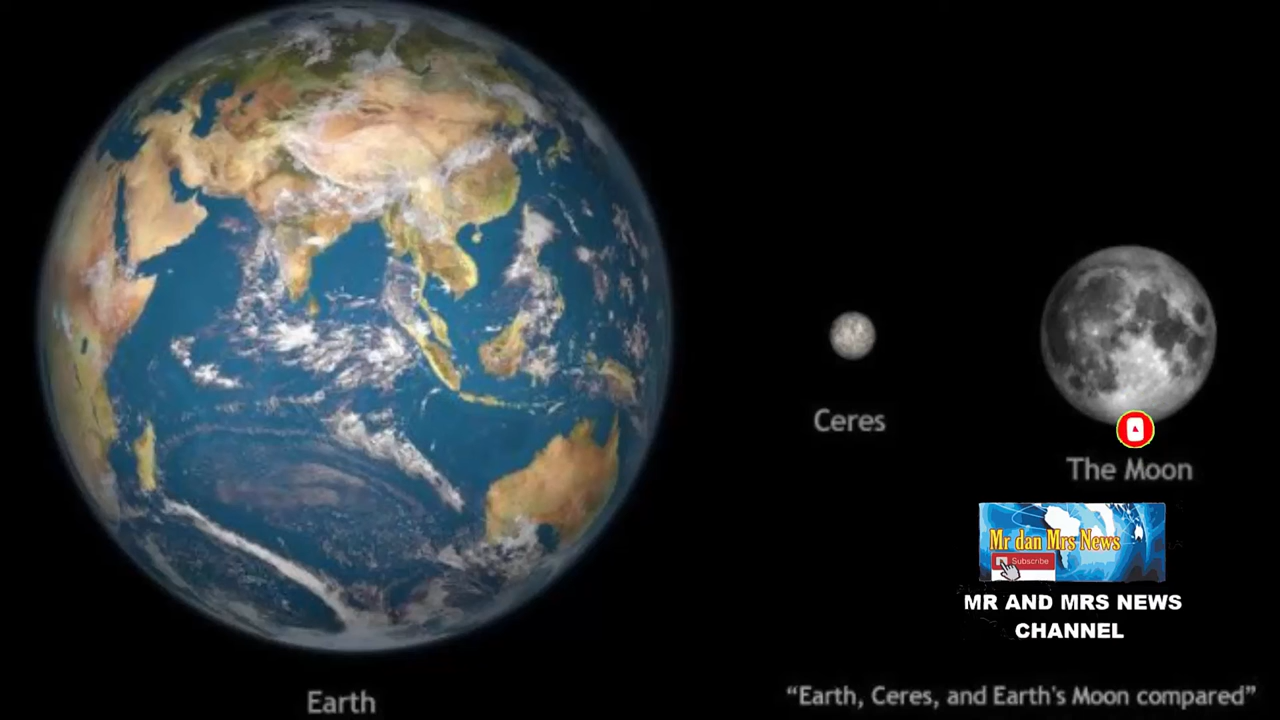 Ceres
The Moon
Mr dan Mrs News
Subscribe
MR AND MRS NEWS
CHANNEL
Earth
“Earth, Ceres, and Earth's Moon compared”